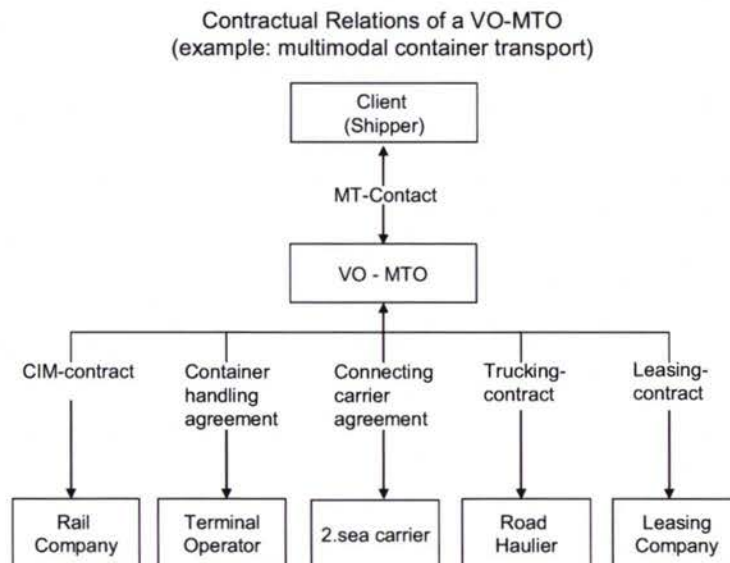 Contractual Relations of a VO-MTO
(example: multimodal container transport)
Client
(Shipper)
MT-Contact
VO - MTO
CIM-contract
Container
handling
agreement
Connecting
carrier
agreement
Trucking-
contract
Leasing-
contract
Rail
Company
Terminal
Operator
2.sea carrier
Road
Haulier
Leasing
Company